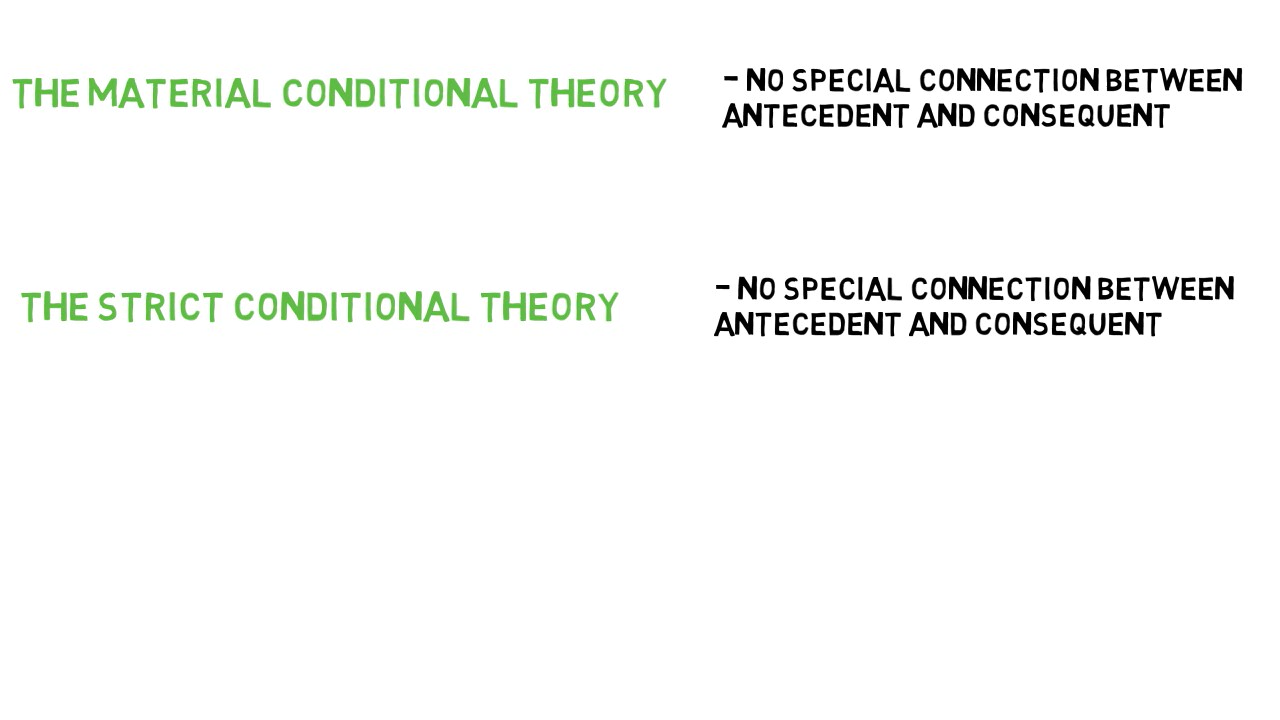 THE MATERIAL CONDITIONAL THEORY
- NO SPECIAL CONNECTION BETWEEN
ANTECEDENT AND CONSEQUENT
THE STRICT CONDITIONAL THEORY
- NO SPECIAL CONNECTION BETWEEN
ANTECEDENT AND CONSEQUENT